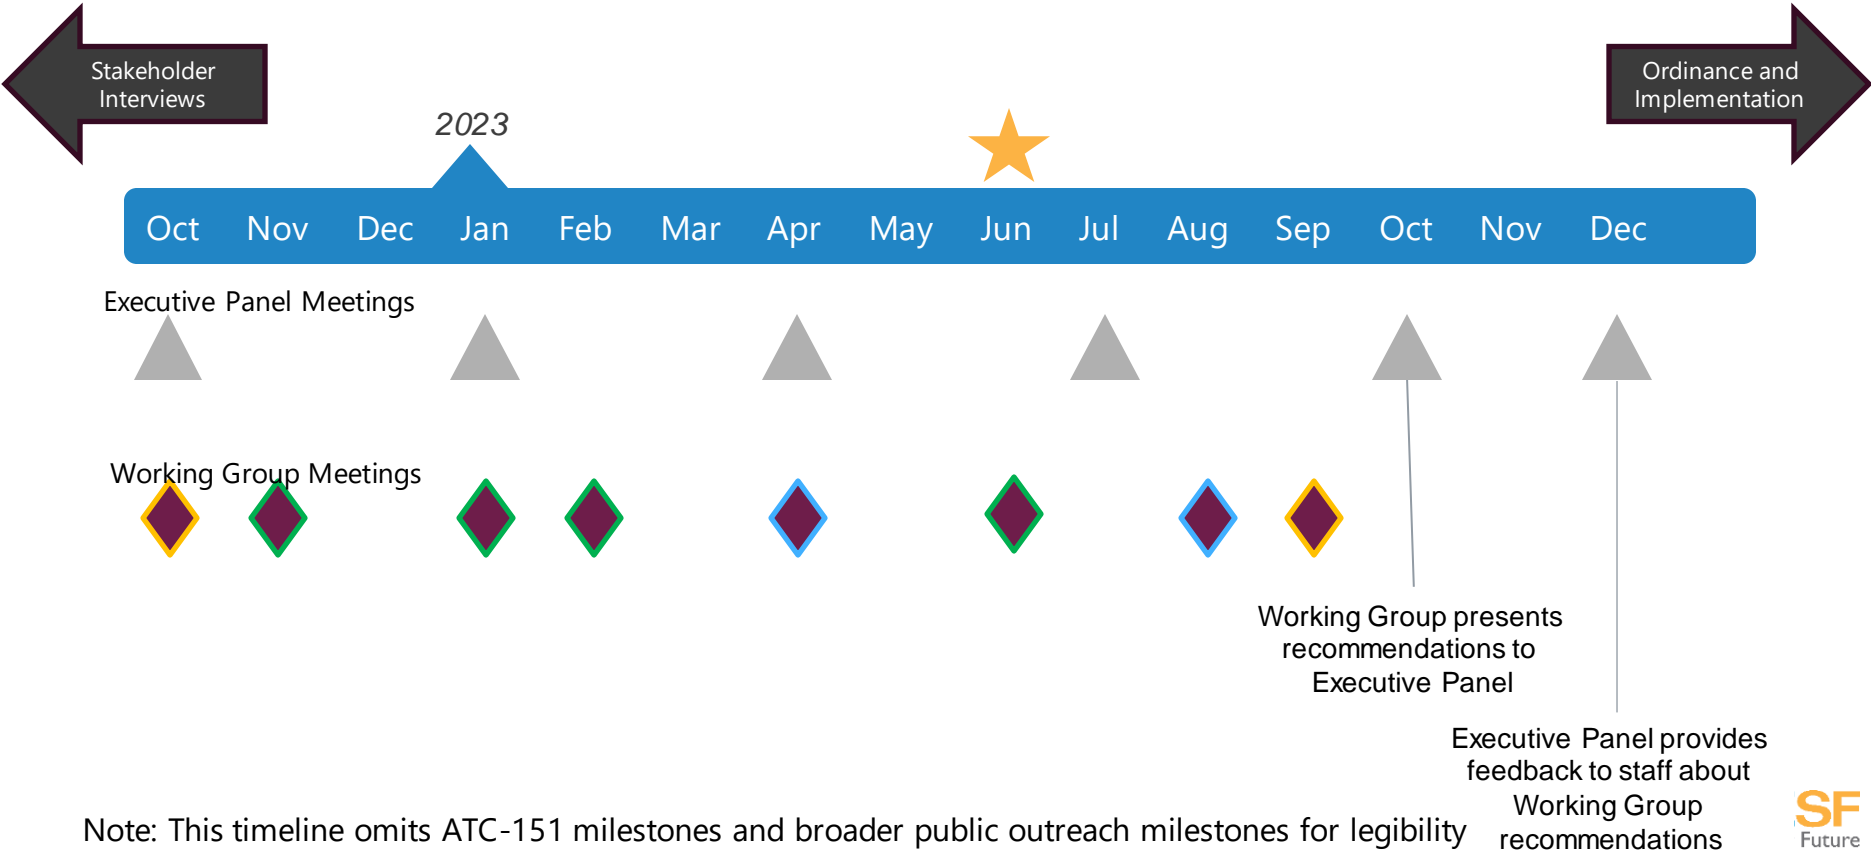 Stakeholder
Interviews
Ordinance and
Implementation
2023
Oct Nov Dec Jan Feb Mar Apr May Jun Jul Aug Sep Oct Nov Dec
Executive Panel Meetings
Working Group Meetings
Working Group presents
recommendations to
Executive Panel
Executive Panel provides
feedback to staff about
Working Group
recommendations
Note: This timeline omits ATC-151 milestones and broader public outreach milestones for legibility
SF
Future